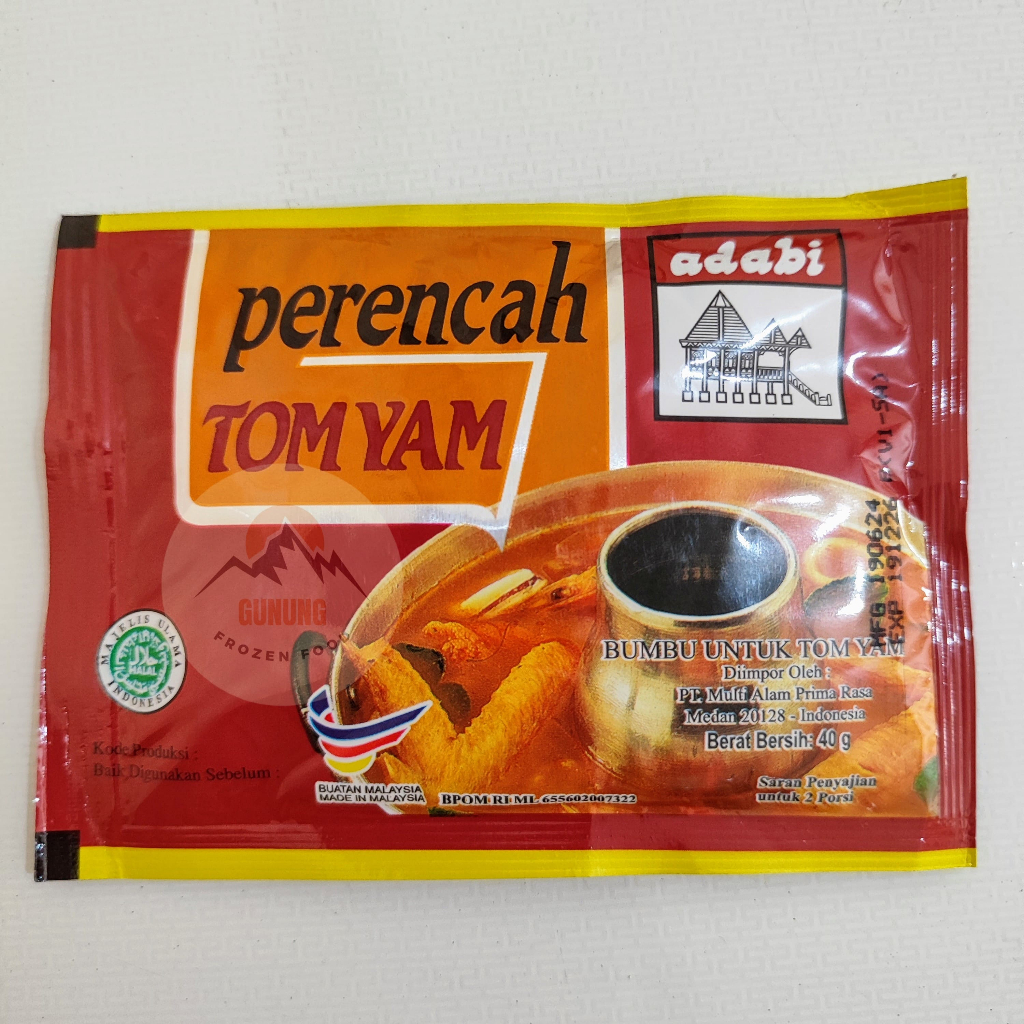 perencah
TOM YAM
adabi
MFG 190624
EXP 191226
GUNUNG
FROZEN FOOD
MAJELIS ULAMA
HALAL
INDONESIA
BUMBU UNTUK TOM YAM
Diimpor Oleh :
PT. Multi Alam Prima Rasa
Medan 20128 - Indonesia
Berat Bersih: 40 g
Kode Produksi :
Baik Digunakan Sebelum :
BUATAN MALAYSIA
MADE IN MALAYSIA
BPOM RI ML 655602007322
Saran Penyajian
untuk 2 Porsi